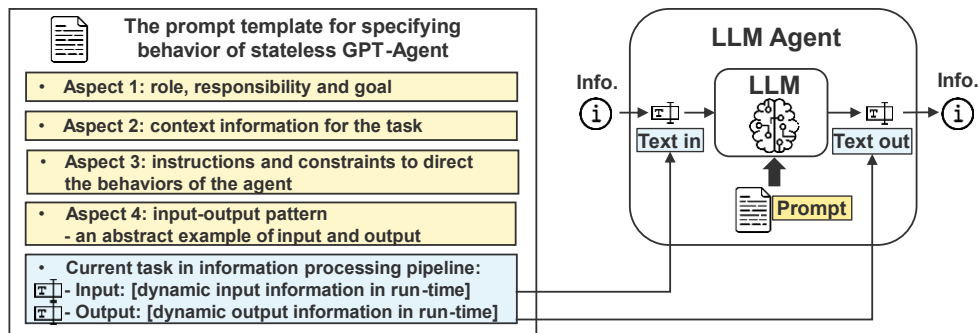 The prompt template for specifying
behavior of stateless GPT-Agent
• Aspect 1: role, responsibility and goal
• Aspect 2: context information for the task
• Aspect 3: instructions and constraints to direct
the behaviors of the agent
• Aspect 4: input-output pattern
- an abstract example of input and output
• Current task in information processing pipeline:
T - Input: [dynamic input information in run-time]
T - Output: [dynamic output information in run-time]
LLM Agent
Info.
i
T
Text in
LLM
T
Text out
Info.
i
Prompt